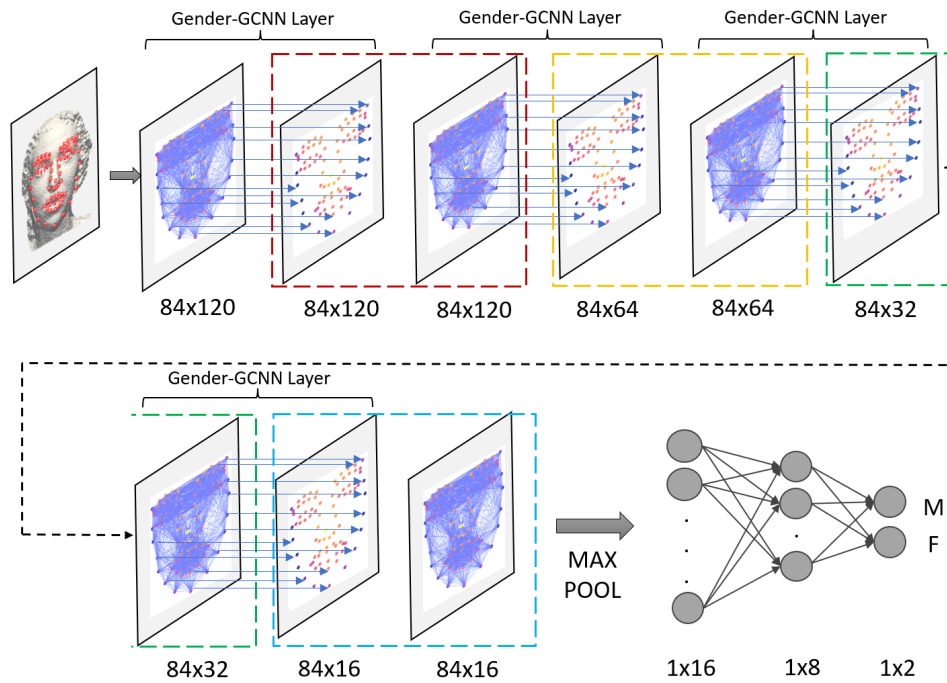 Gender-GCNN Layer
Gender-GCNN Layer
Gender-GCNN Layer
84x120
84x120
84x120
84x64
84x64
84x32
Gender-GCNN Layer
MAX
POOL
M
F
84x32
84x16
84x16
1x16
1x8
1x2